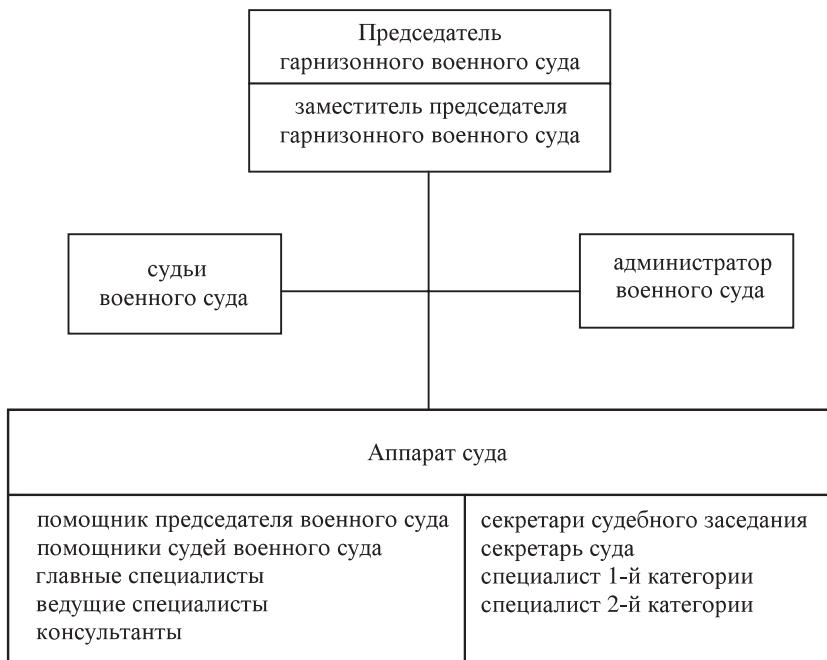 Председатель
гарнизонного военного суда
заместитель председателя
гарнизонного военного суда
судьи
военного суда
администратор
военного суда
Аппарат суда
помощник председателя военного суда
помощники судей военного суда
главные специалисты
ведущие специалисты
консультанты
секретари судебного заседания
секретарь суда
специалист 1-й категории
специалист 2-й категории